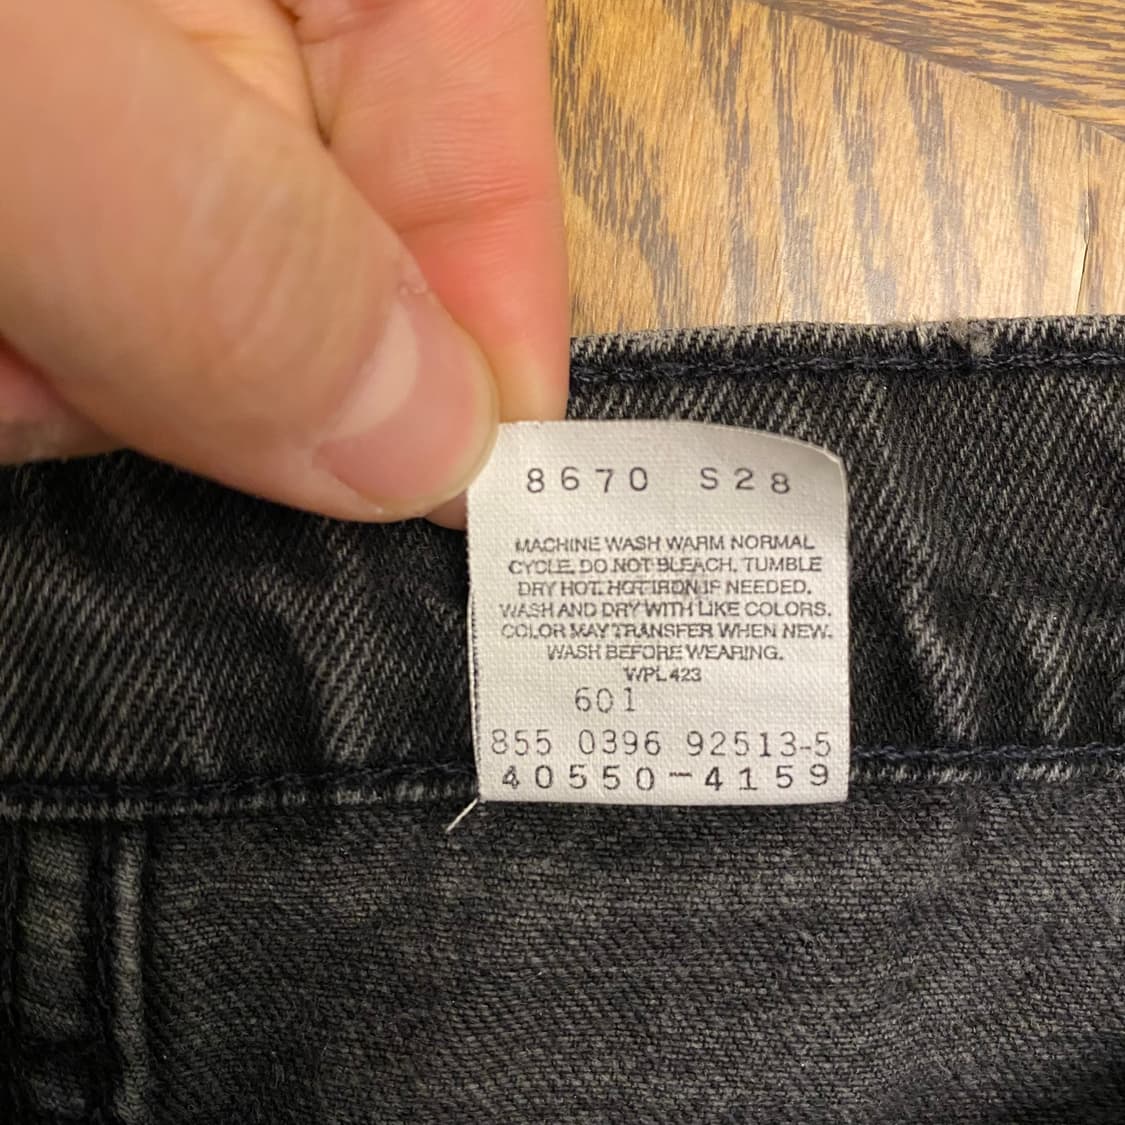 8670 S28
MACHINE WASH WARM NORMAL
CYCLE. DO NOT BLEACH. TUMBLE
DRY HOT. HOT IRON IF NEEDED.
WASH AND DRY WITH LIKE COLORS.
COLOR MAY TRANSFER WHEN NEW.
WASH BEFORE WEARING.
WPL 423
601
855 0396 92513-5
40550-4159